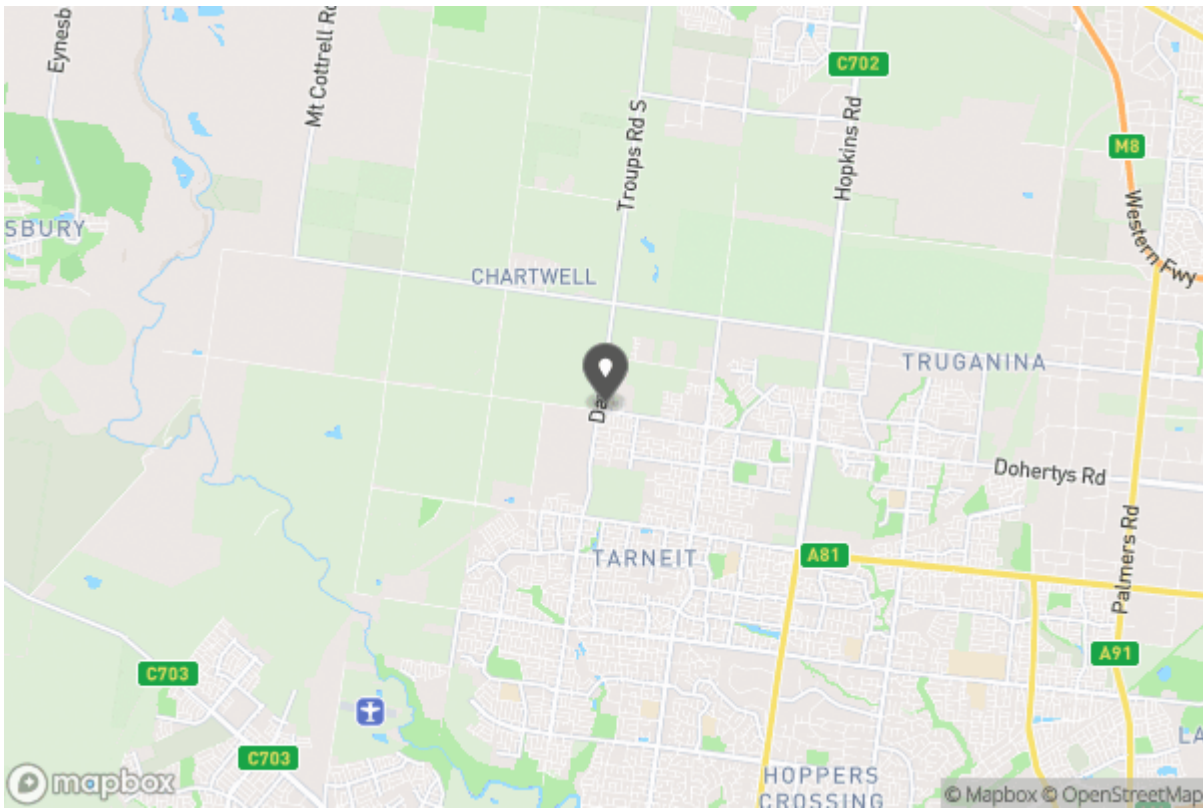 Eynesb
Mt Cottrell Rd
C702
Troups Rd S
Hopkins Rd
M8
Western Fwy
SBURY
CHARTWELL
TRUGANINA
Da
Dohertys Rd
TARNEIT
A81
Palmers Rd
A91
C703
C703
LA
HOPPERS
CROSSING
mapbox
© Mapbox © OpenStreetMap